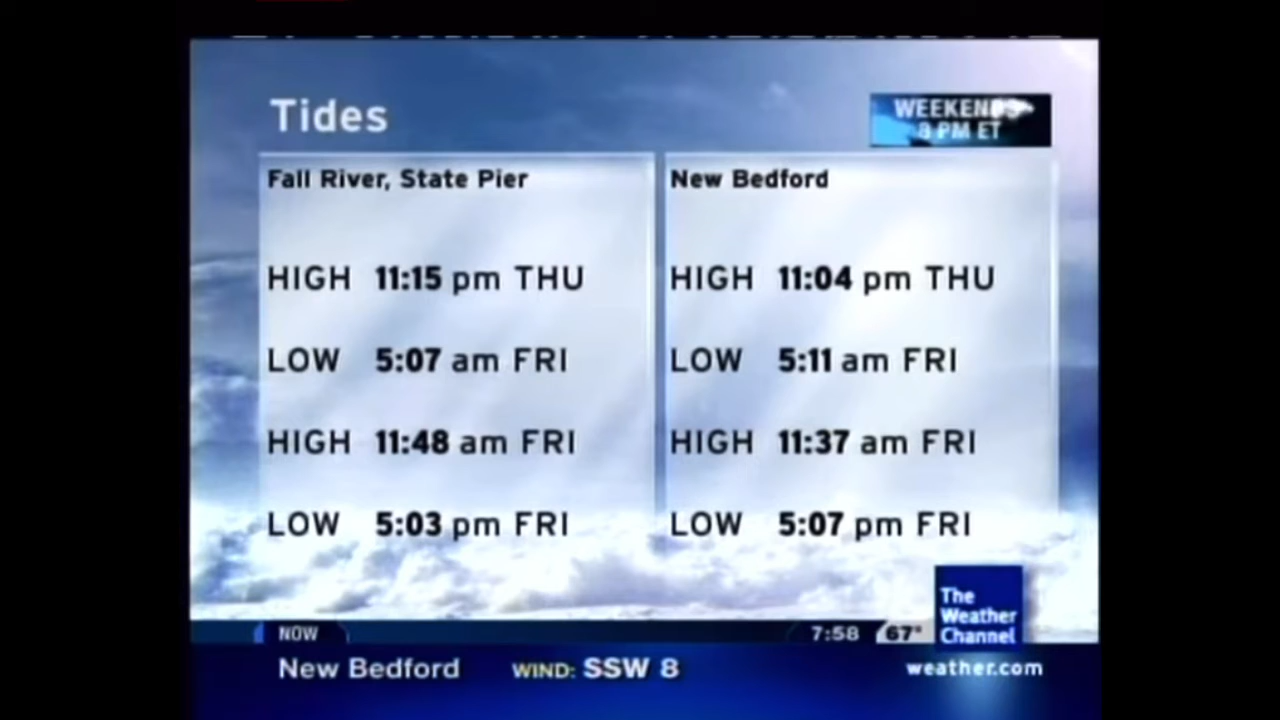 Tides
WEEKENDS
8 PM ET
Fall River, State Pier
HIGH 11:15 pm THU
LOW 5:07 am FRI
HIGH 11:48 am FRI
LOW 5:03 pm FRI
New Bedford
HIGH 11:04 pm THU
LOW 5:11 am FRI
HIGH 11:37 am FRI
LOW 5:07 pm FRI
The
Weather
Channel
NOW
7:58 67°
New Bedford WIND: SSW 8
weather.com